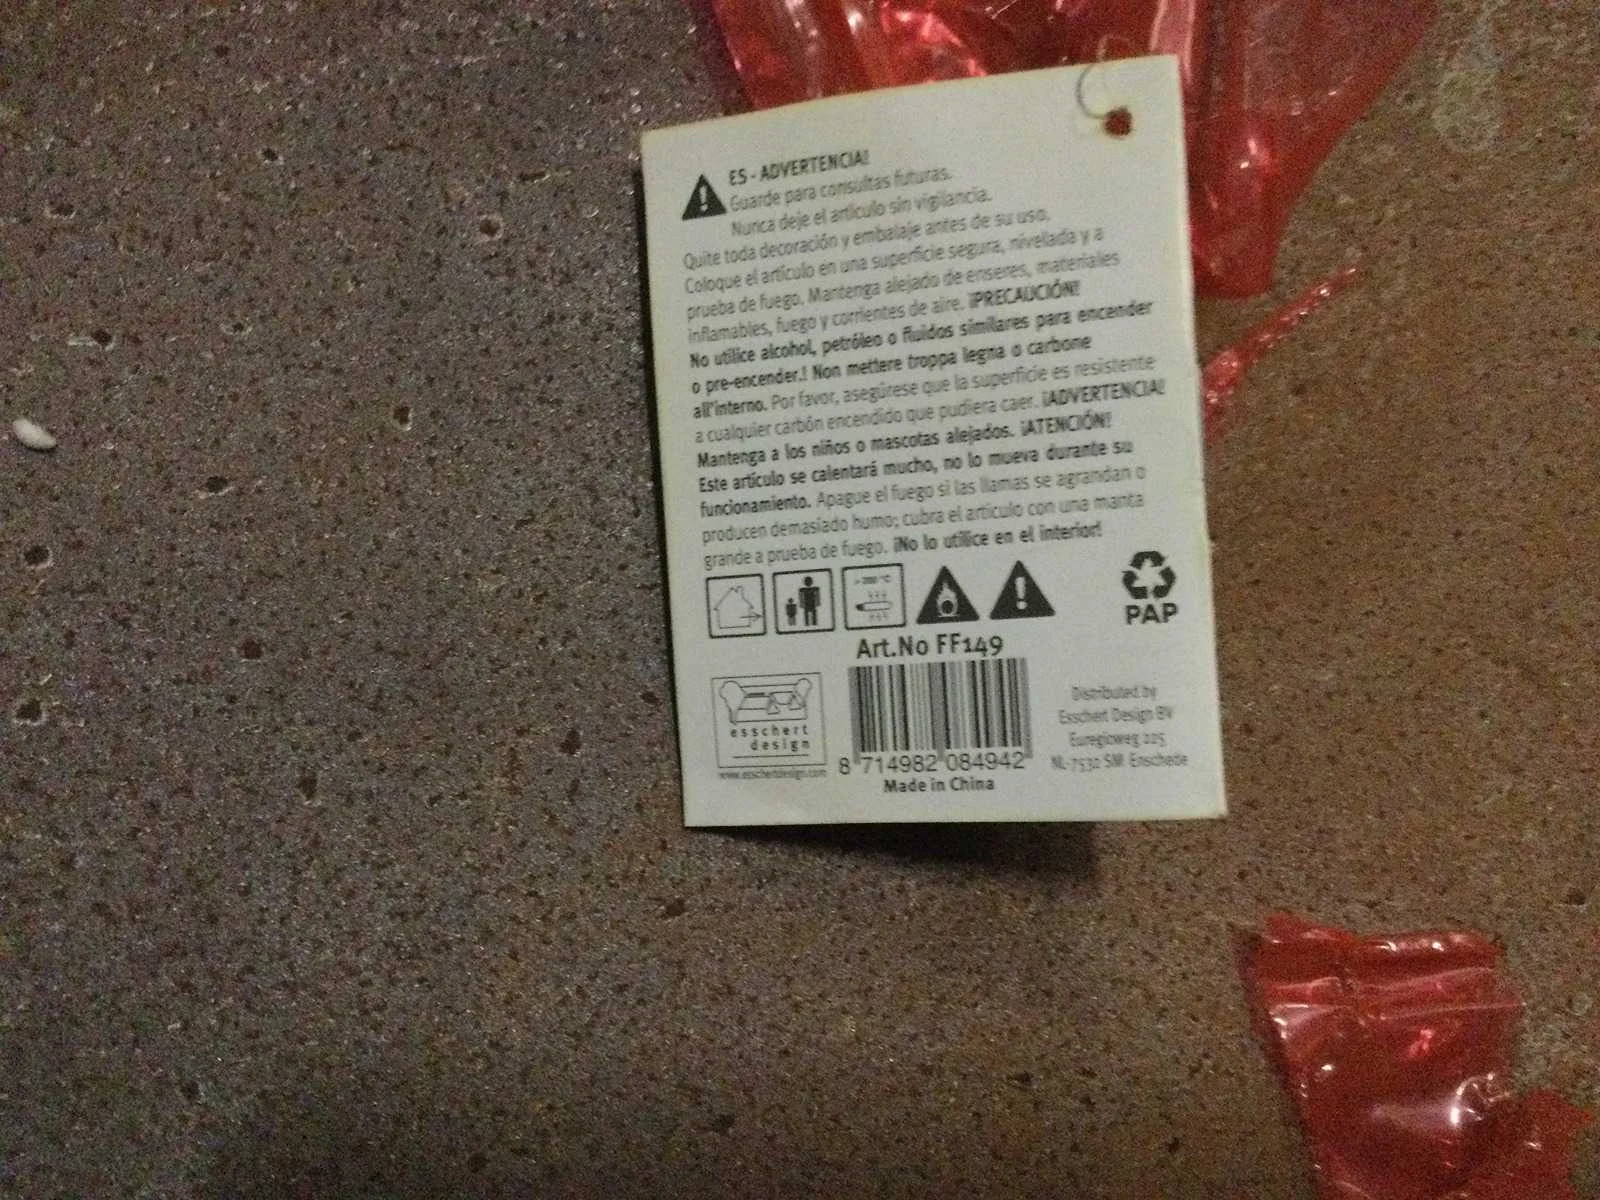 ES - ADVERTENCIA!
Guarde para consultas futuras.
Nunca deje el artículo sin vigilancia.
Quite toda decoración y embalaje antes de su uso.
Coloque el artículo en una superficie segura, nivelada y a
prueba de fuego. Mantenga alejado de enseres, materiales
inflamables, fuego y corrientes de aire. ¡PRECAUCIÓN!
No utilice alcohol, petróleo o fluidos similares para encender
o pre-encender.! Non mettere troppa legna o carbone
all'interno. Por favor, asegúrese que la superficie es resistente
a cualquier carbón encendido que pudiera caer. ¡ADVERTENCIA!
Mantenga a los niños o mascotas alejados. ¡ATENCIÓN!
Este artículo se calentará mucho, no lo mueva durante su
funcionamiento. Apague el fuego si las llamas se agrandan o
producen demasiado humo; cubra el artículo con una manta
grande a prueba de fuego. ¡No lo utilice en el interior!
PAP
Art.No FF149
esschert
design
www.esschertdesign.com
8 714982 084942
Made in China
Distributed by
Esschert Design BV
Euregioweg 225
NL-7532 SM Enschede